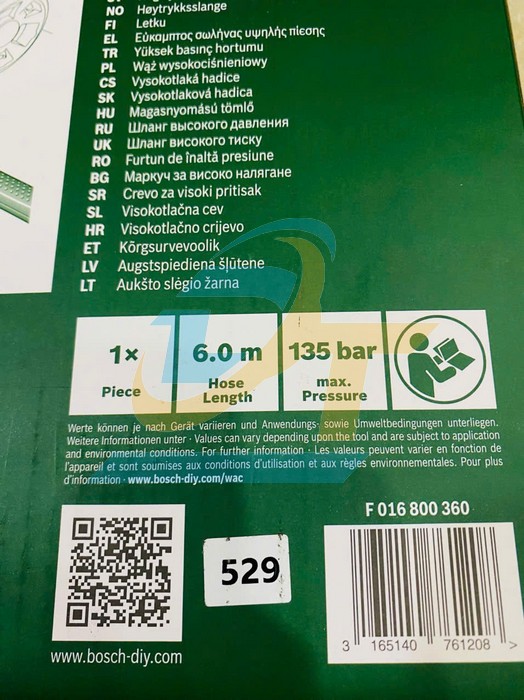 NO Høytrykksslange
FI Letku
EL Εύκαμπτος σωλήνας υψηλής πίεσης
TR Yüksek basınç hortumu
PL Wąż wysokociśnieniowy
CS Vysokotlaká hadice
SK Vysokotlaková hadica
HU Magasnyomású tömlő
RU Шланг высокого давления
UK Шланг високого тиску
RO Furtun de înaltă presiune
BG Маркуч за високо налягане
SR Crevo za visoki pritisak
SL Visokotlačna cev
HR Visokotlačno crijevo
ET Kõrgsurvevoolik
LV Augstspiediena šļūtene
LT Aukšto slėgio žarna
1× 6.0 m 135 bar
Piece Hose Length max. Pressure
Werte können je nach Gerät variieren und Anwendungs- sowie Umweltbedingungen unterliegen.
Weitere Informationen unter · Values can vary depending upon the tool and are subject to application
and environmental conditions. For further information · Les valeurs peuvent varier en fonction de
l'appareil et sont soumises aux conditions d'utilisation et aux règles environnementales. Pour plus
d'information · www.bosch-diy.com/wac
F 016 800 360
529
3 165140 761208 >
www.bosch-diy.com